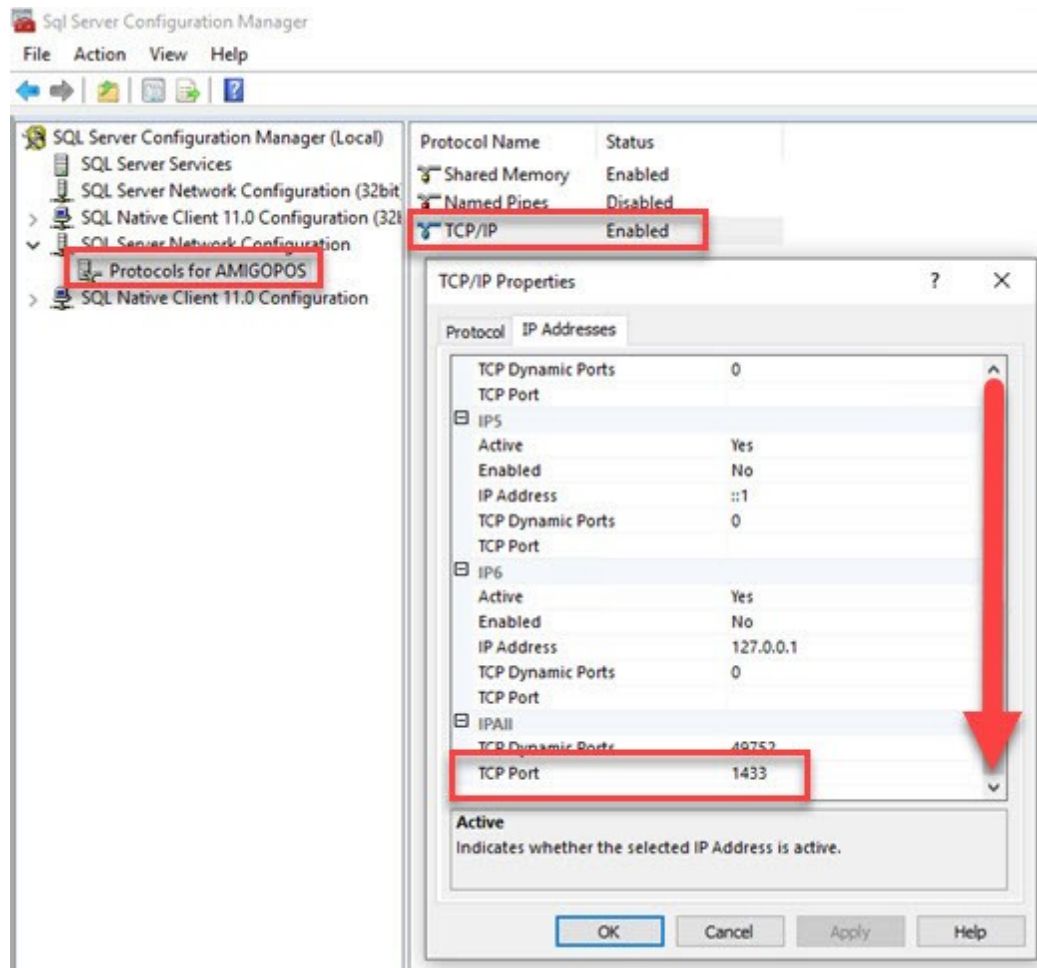 Sql Server Configuration Manager
File Action View Help
SQL Server Configuration Manager (Local)
SQL Server Services
SQL Server Network Configuration (32bit
SQL Native Client 11.0 Configuration (32
SQL Server Network Configuration
Protocols for AMIGOPOS
SQL Native Client 11.0 Configuration
Protocol Name Status
Shared Memory Enabled
Named Pipes Disabled
TCP/IP Enabled
TCP/IP Properties ?
Protocol IP Addresses
TCP Dynamic Ports 0
TCP Port
IP5
Active Yes
Enabled No
IP Address ::1
TCP Dynamic Ports 0
TCP Port
IP6
Active Yes
Enabled No
IP Address 127.0.0.1
TCP Dynamic Ports 0
TCP Port
IPAll
TCP Dynamic Ports 49752
TCP Port 1433
Active
Indicates whether the selected IP Address is active.
OK Cancel Apply Help